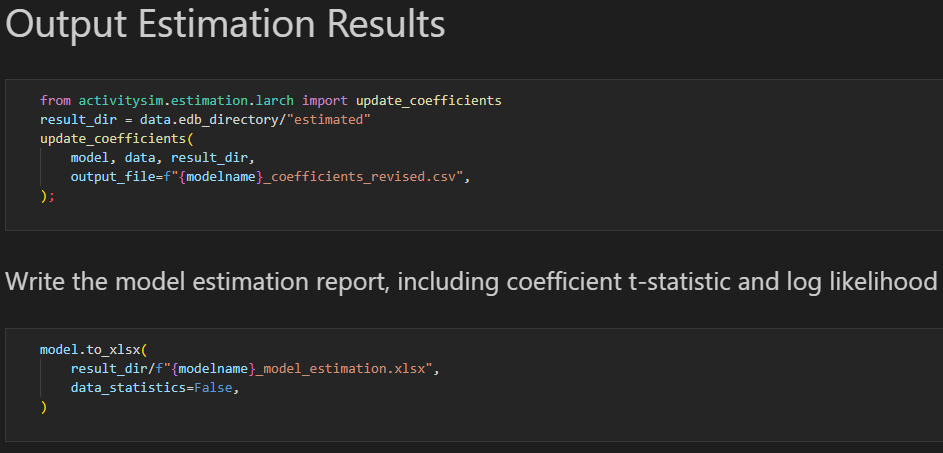 Output Estimation Results
from activitysim.estimation.larch import update_coefficients
result_dir = data.edb_directory/"estimated"
update_coefficients(
    model, data, result_dir,
    output_file=f"{modelname}_coefficients_revised.csv",
);
Write the model estimation report, including coefficient t-statistic and log likelihood
model.to_xlsx(
    result_dir/f"{modelname}_model_estimation.xlsx",
    data_statistics=False,
)